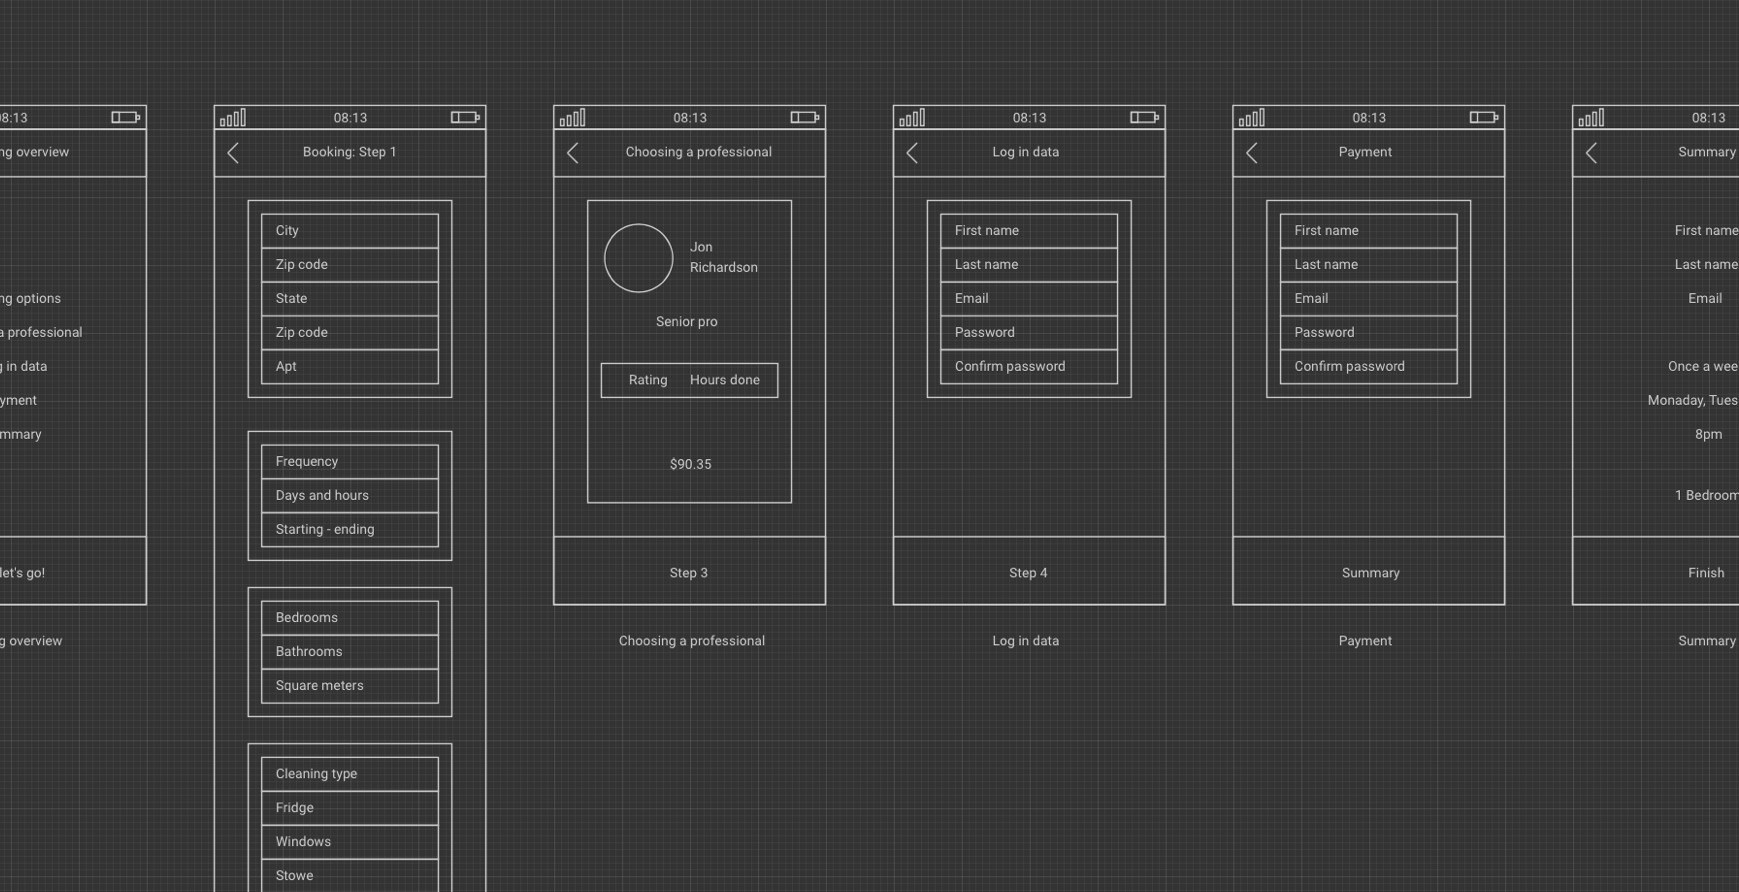 08:13
ng overview
ng options
a professional
g in data
yment
mmary
let's go!
g overview
08:13
Booking: Step 1
City
Zip code
State
Zip code
Apt
Frequency
Days and hours
Starting - ending
Bedrooms
Bathrooms
Square meters
Cleaning type
Fridge
Windows
Stowe
08:13
Choosing a professional
Jon
Richardson
Senior pro
Rating Hours done
$90.35
Step 3
Choosing a professional
08:13
Log in data
First name
Last name
Email
Password
Confirm password
Step 4
Log in data
08:13
Payment
First name
Last name
Email
Password
Confirm password
Summary
Payment
08:13
Summary
First name
Last name
Email
Once a wee
Monaday, Tues
8pm
1 Bedroom
Finish
Summary